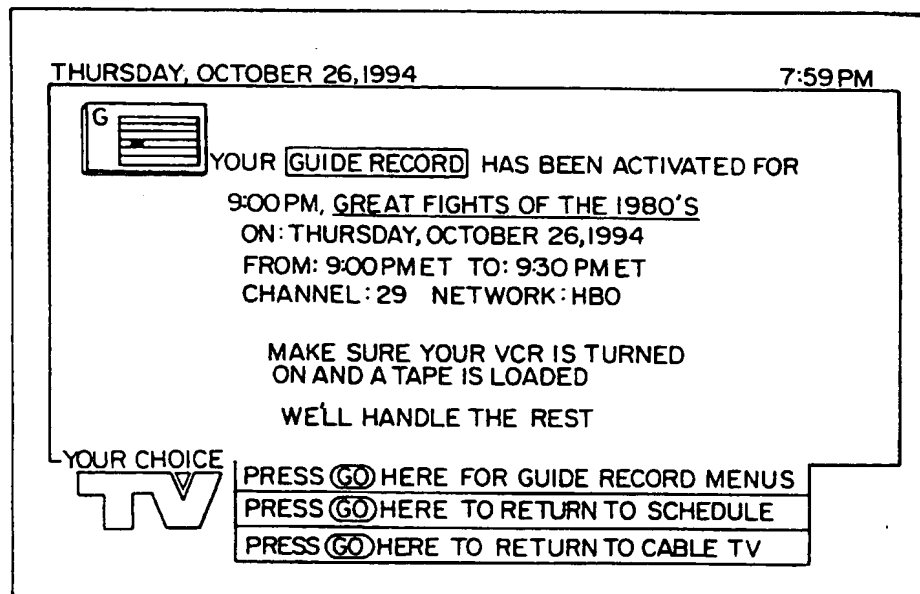 THURSDAY, OCTOBER 26,1994 7:59 PM
G
YOUR GUIDE RECORD HAS BEEN ACTIVATED FOR
9:00 PM, GREAT FIGHTS OF THE 1980'S
ON: THURSDAY, OCTOBER 26,1994
FROM: 9:00 PM ET TO: 9:30 PM ET
CHANNEL: 29 NETWORK: HBO
MAKE SURE YOUR VCR IS TURNED
ON AND A TAPE IS LOADED
WE'LL HANDLE THE REST
YOUR CHOICE
TV
PRESS GO HERE FOR GUIDE RECORD MENUS
PRESS GO HERE TO RETURN TO SCHEDULE
PRESS GO HERE TO RETURN TO CABLE TV